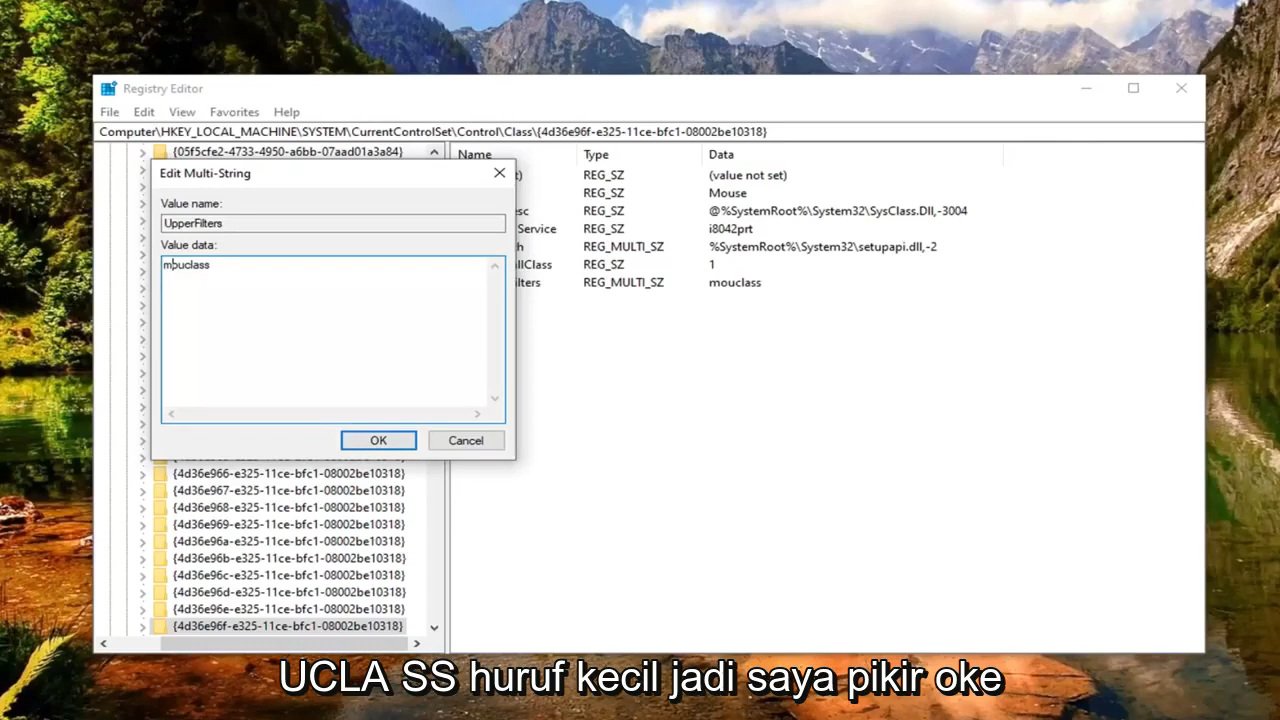 Registry Editor
File Edit View Favorites Help
Computer\HKEY_LOCAL_MACHINE\SYSTEM\CurrentControlSet\Control\Class\{4d36e96f-e325-11ce-bfc1-08002be10318}
{05f5cfe2-4733-4950-a6bb-07aad01a3a84}
Name Type Data
Edit Multi-String
Value name:
UpperFilters
Value data:
mouclass
OK Cancel
t) REG_SZ (value not set)
REG_SZ Mouse
esc REG_SZ @%SystemRoot%\System32\SysClass.Dll,-3004
Service REG_SZ i8042prt
h REG_MULTI_SZ %SystemRoot%\System32\setupapi.dll,-2
llClass REG_SZ 1
ilters REG_MULTI_SZ mouclass
{4d36e966-e325-11ce-bfc1-08002be10318}
{4d36e967-e325-11ce-bfc1-08002be10318}
{4d36e968-e325-11ce-bfc1-08002be10318}
{4d36e969-e325-11ce-bfc1-08002be10318}
{4d36e96a-e325-11ce-bfc1-08002be10318}
{4d36e96b-e325-11ce-bfc1-08002be10318}
{4d36e96c-e325-11ce-bfc1-08002be10318}
{4d36e96d-e325-11ce-bfc1-08002be10318}
{4d36e96e-e325-11ce-bfc1-08002be10318}
{4d36e96f-e325-11ce-bfc1-08002be10318}
UCLA SS huruf kecil jadi saya pikir oke